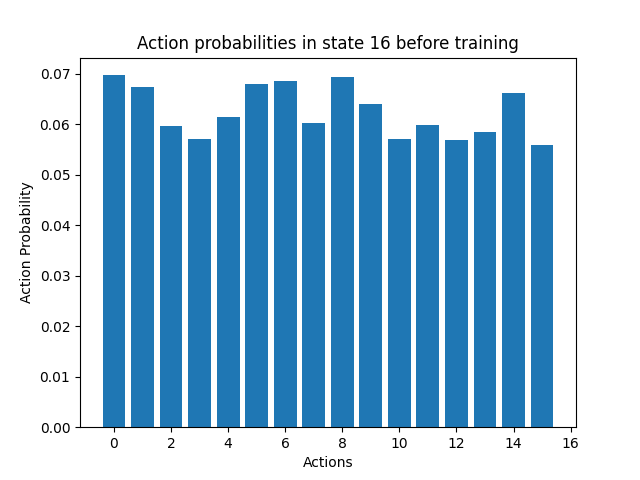 Action probabilities in state 16 before training
0.07
0.06
0.05
0.04
0.03
0.02
0.01
0.00
Action Probability
0 2 4 6 8 10 12 14 16
Actions